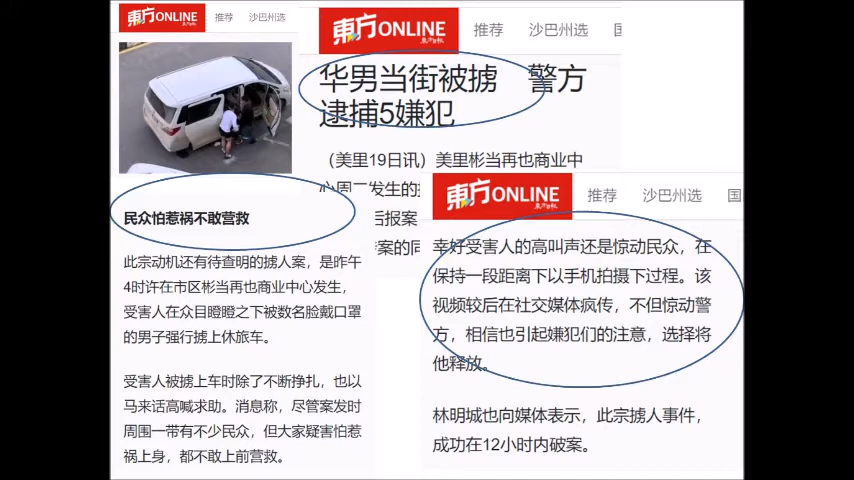 東方ONLINE 推荐 沙巴州选
民众怕惹祸不敢营救
此宗动机还有待查明的掳人案，是昨午
4时许在市区彬当再也商业中心发生，
受害人在众目瞪瞪之下被数名脸戴口罩
的男子强行掳上休旅车。
受害人被掳上车时除了不断挣扎，也以
马来话高喊求助。消息称，尽管案发时
周围一带有不少民众，但大家疑害怕惹
祸上身，都不敢上前营救。
東方ONLINE 推荐 沙巴州选
华男当街被掳 警方
逮捕5嫌犯
（美里19日讯）美里彬当再也商业中
心周二发生的
后报案
案的同
東方ONLINE 推荐 沙巴州选 国
幸好受害人的高叫声还是惊动民众，在
保持一段距离下以手机拍摄下过程。该
视频较后在社交媒体疯传，不但惊动警
方，相信也引起嫌犯们的注意，选择将
他释放。
林明城也向媒体表示，此宗掳人事件，
成功在12小时内破案。